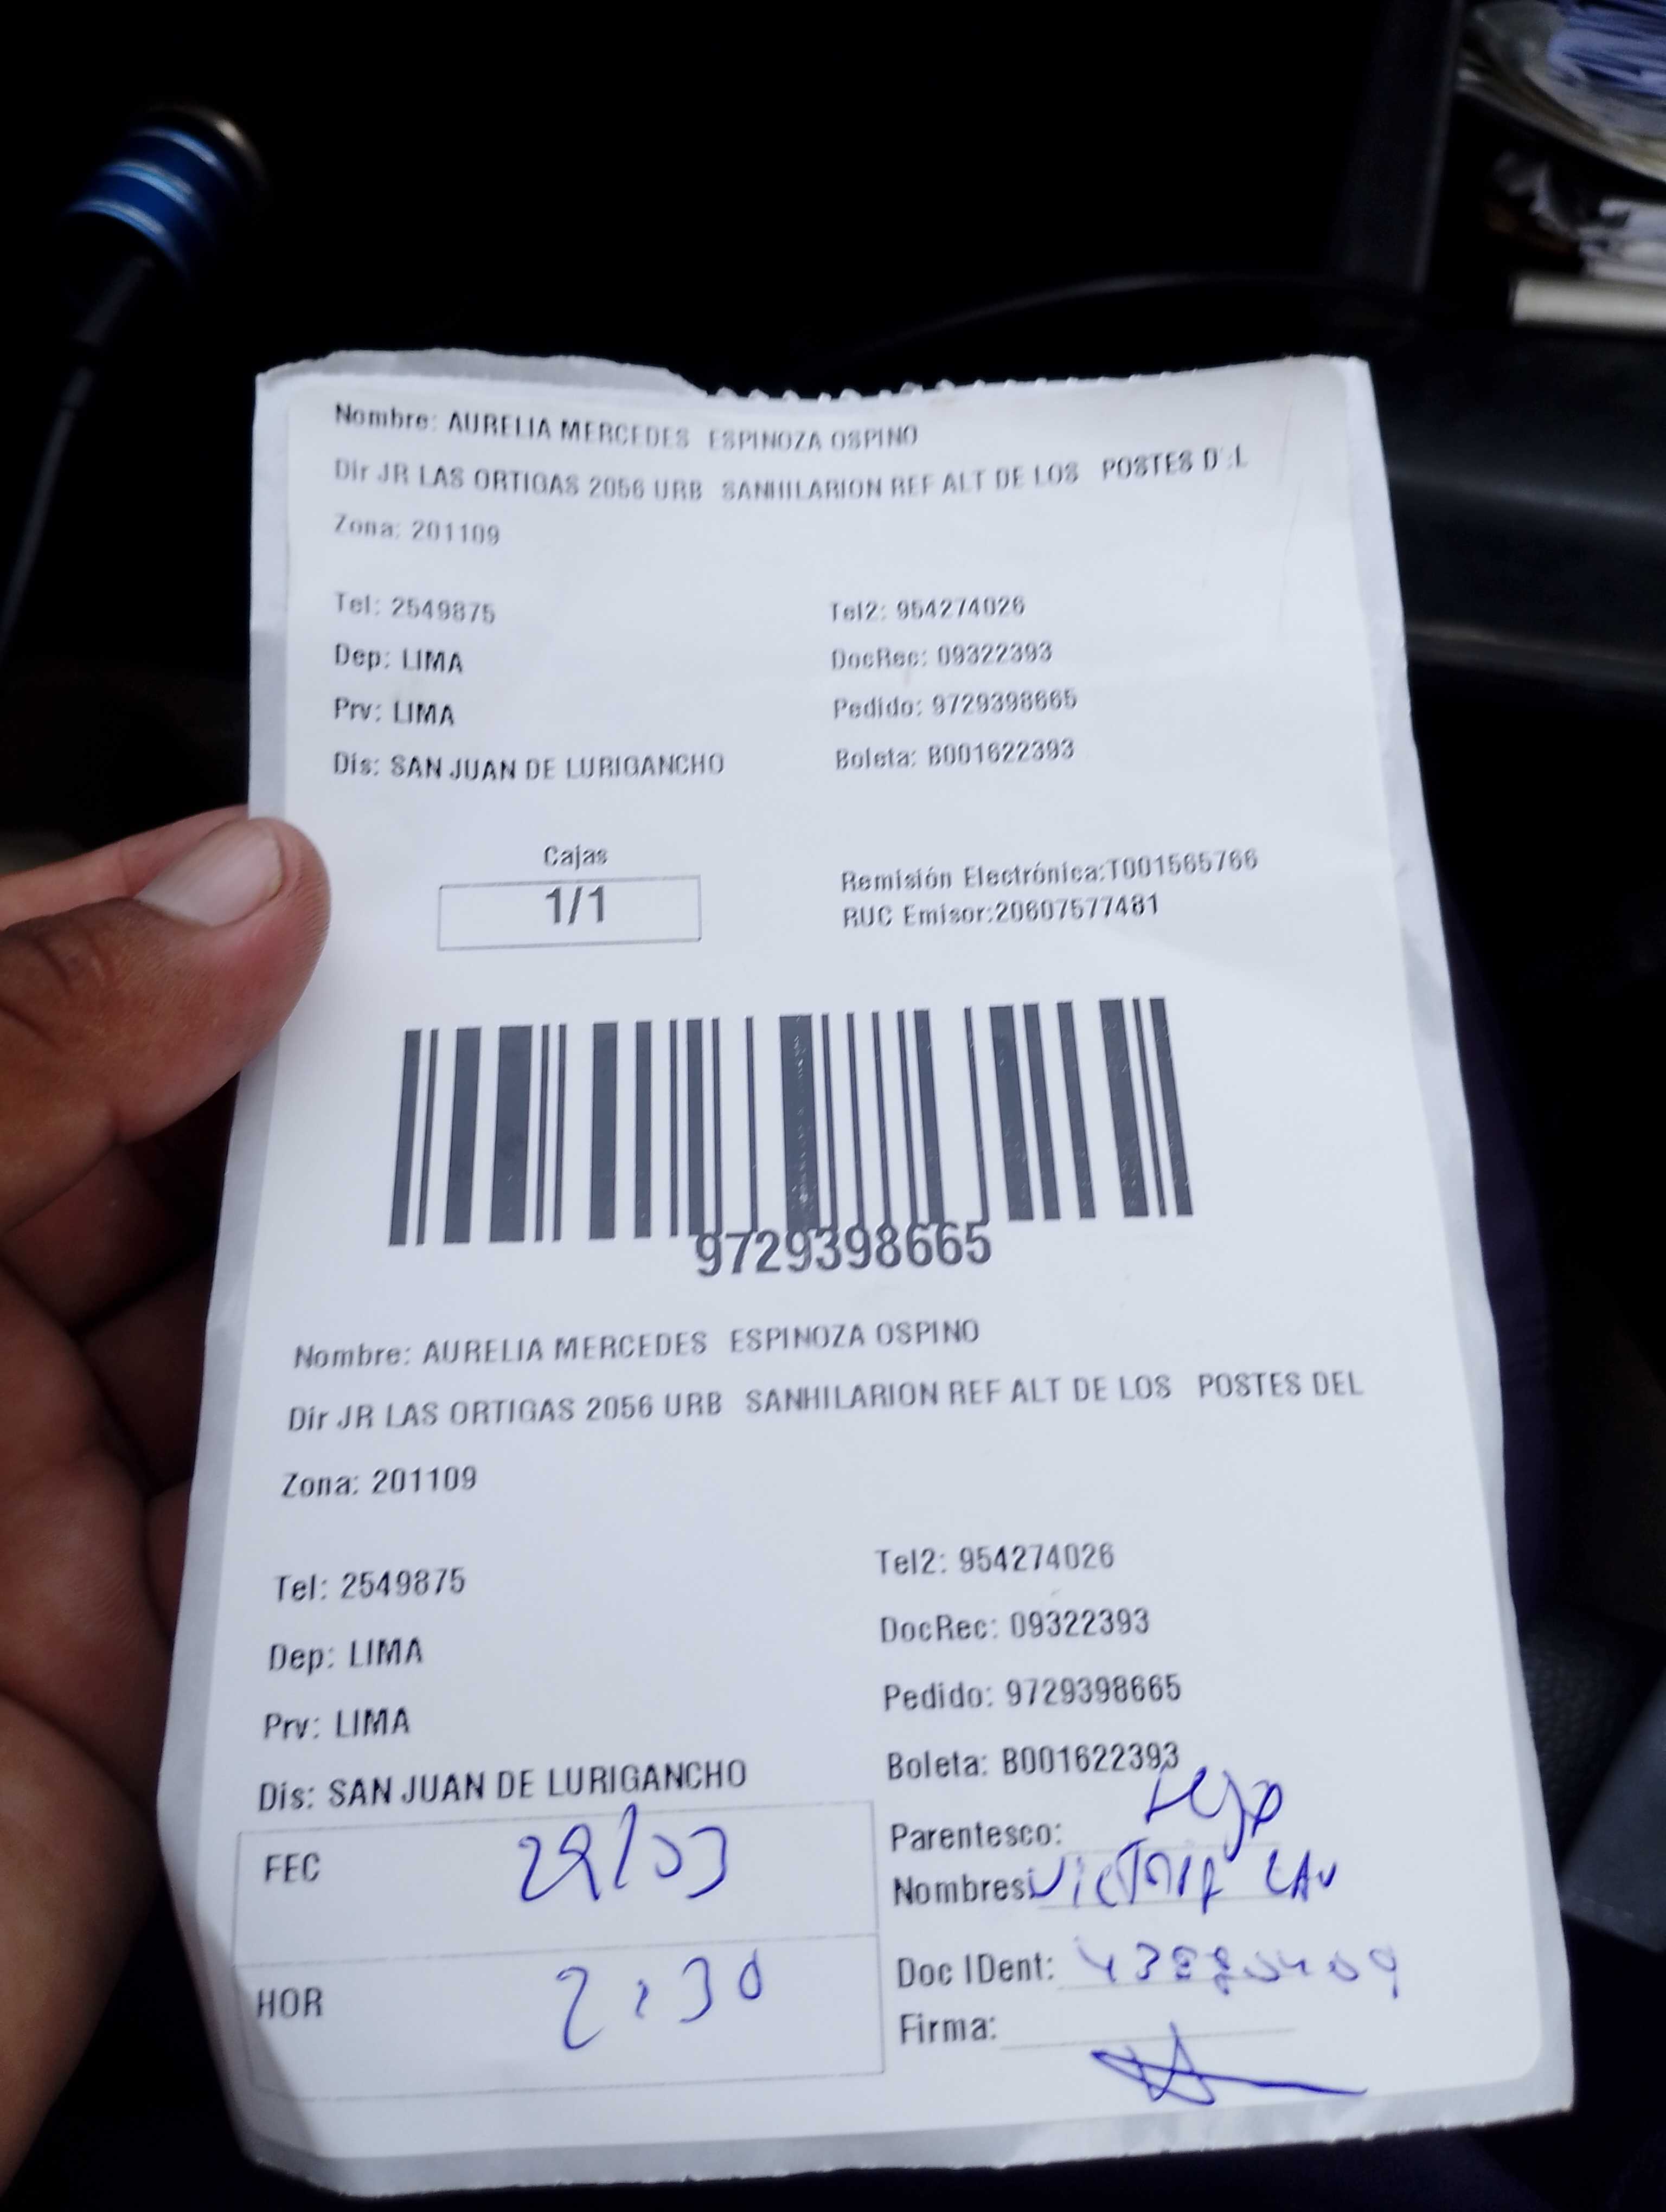 Nombre: AURELIA MERCEDES ESPINOZA OSPINO
Dir JR LAS ORTIGAS 2056 URB SANHILARION REF ALT DE LOS POSTES D L
Zona: 201109
Tel: 2549875 Tel2: 954274026
Dep: LIMA DocRec: 09322393
Prv: LIMA Pedido: 9729398665
Dis: SAN JUAN DE LURIGANCHO Boleta: B001622393
Cajas
1/1
Remisión Electrónica:T001565766
RUC Emisor:20607577481
9729398665
Nombre: AURELIA MERCEDES ESPINOZA OSPINO
Dir JR LAS ORTIGAS 2056 URB SANHILARION REF ALT DE LOS POSTES DEL
Zona: 201109
Tel: 2549875 Tel2: 954274026
Dep: LIMA DocRec: 09322393
Prv: LIMA Pedido: 9729398665
Dis: SAN JUAN DE LURIGANCHO Boleta: B001622393
FEC 29/03
Parentesco:
Nombres:
HOR 2:30
Doc IDent:
Firma: